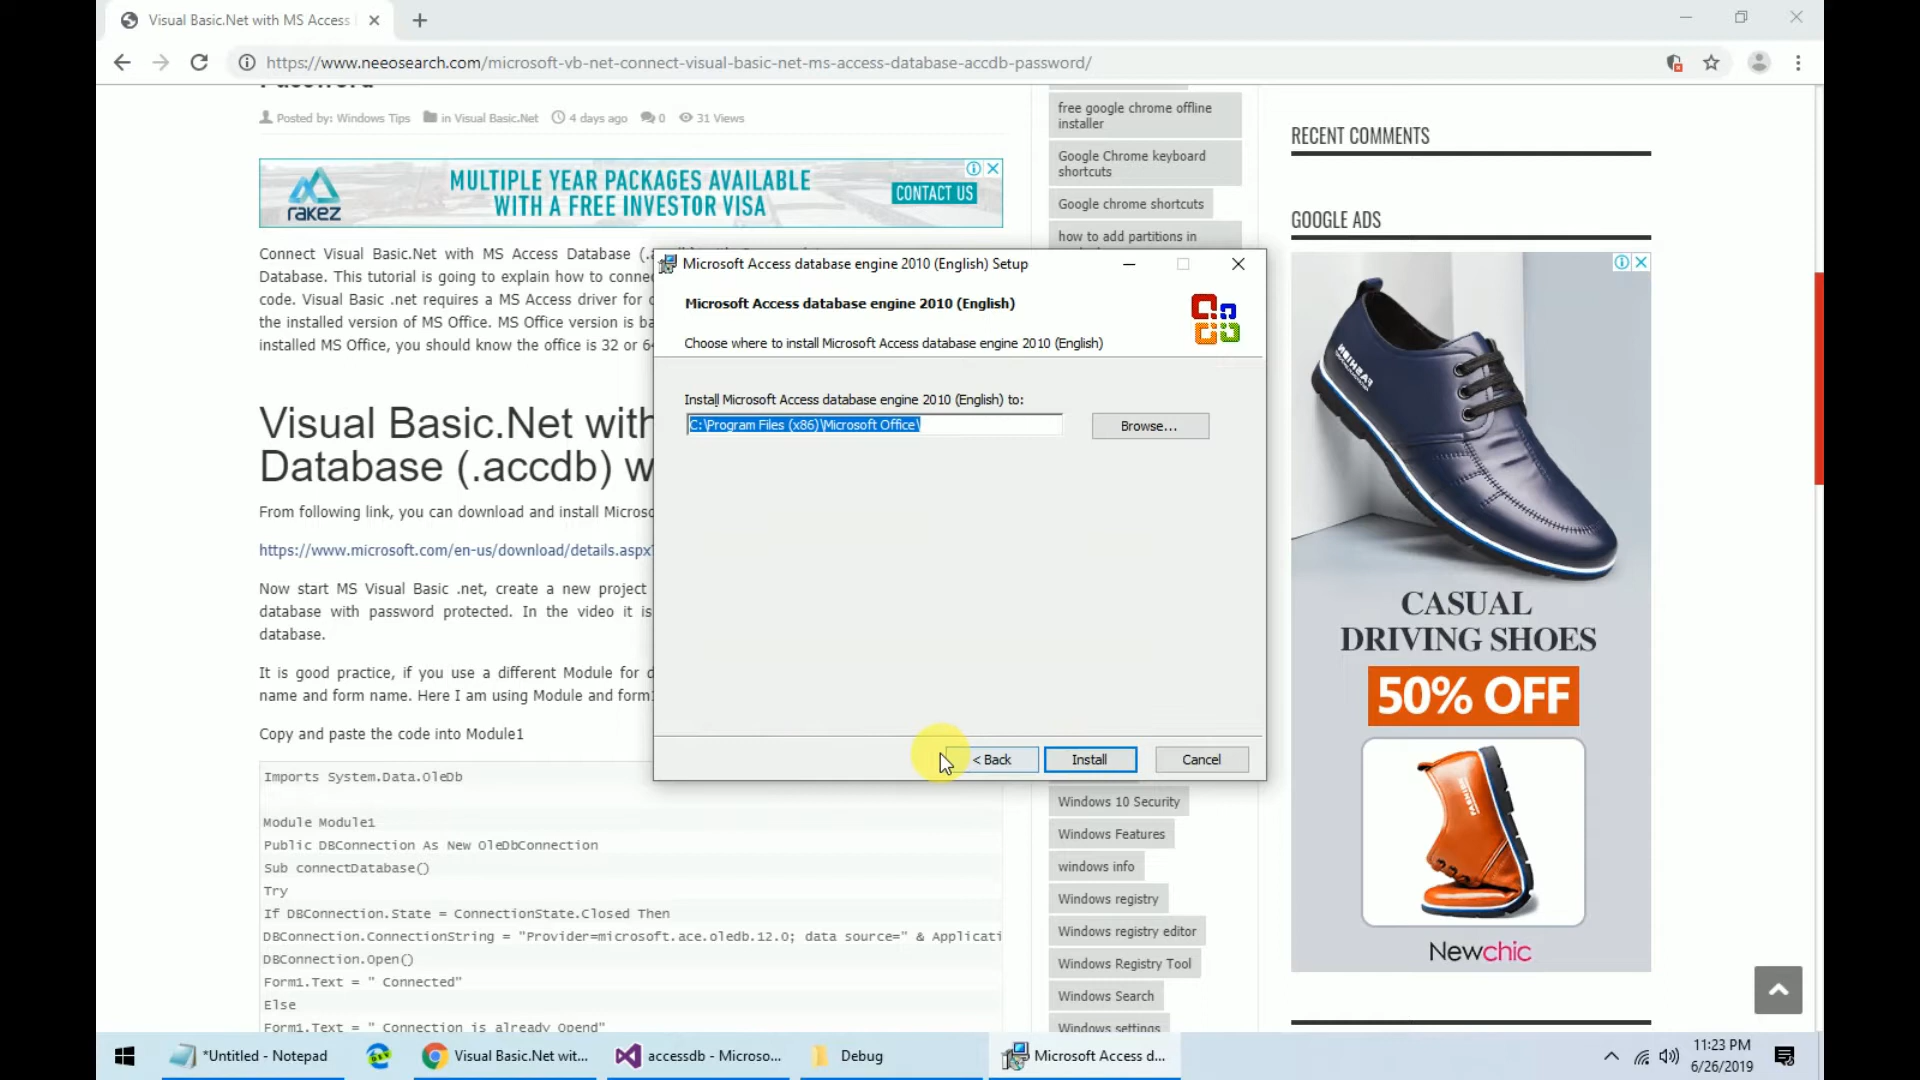 Visual Basic.Net with MS Access
https://www.neeosearch.com/microsoft-vb-net-connect-visual-basic-net-ms-access-database-accdb-password/
Posted by: Windows Tips in Visual Basic.Net 4 days ago 0 31 Views
rakez
MULTIPLE YEAR PACKAGES AVAILABLE
WITH A FREE INVESTOR VISA
CONTACT US
Connect Visual Basic.Net with MS Access Database
Database. This tutorial is going to explain how to conne
code. Visual Basic .net requires a MS Access driver for
the installed version of MS Office. MS Office version is ba
installed MS Office, you should know the office is 32 or 6
Visual Basic.Net with
Database (.accdb) w
From following link, you can download and install Microso
https://www.microsoft.com/en-us/download/details.aspx
Now start MS Visual Basic .net, create a new project
database with password protected. In the video it is
database.
It is good practice, if you use a different Module for d
name and form name. Here I am using Module and form
Copy and paste the code into Module1
Imports System.Data.OleDb
Module Module1
Public DBConnection As New OleDbConnection
Sub connectDatabase()
Try
If DBConnection.State = ConnectionState.Closed Then
DBConnection.ConnectionString = "Provider=microsoft.ace.oledb.12.0; data source=" & Applicati
DBConnection.Open()
Form1.Text = " Connected"
Else
Form1.Text = " Connection is already Opend"
Microsoft Access database engine 2010 (English) Setup
Microsoft Access database engine 2010 (English)
Choose where to install Microsoft Access database engine 2010 (English)
Install Microsoft Access database engine 2010 (English) to:
C:\Program Files (x86)\Microsoft Office\
Browse...
< Back
Install
Cancel
free google chrome offline
installer
Google Chrome keyboard
shortcuts
Google chrome shortcuts
how to add partitions in
Windows 10 Security
Windows Features
windows info
Windows registry
Windows registry editor
Windows Registry Tool
Windows Search
Windows settings
RECENT COMMENTS
GOOGLE ADS
CASUAL
DRIVING SHOES
50% OFF
Newchic
*Untitled - Notepad
Visual Basic.Net wit...
accessdb - Microso...
Debug
Microsoft Access d...
11:23 PM
6/26/2019